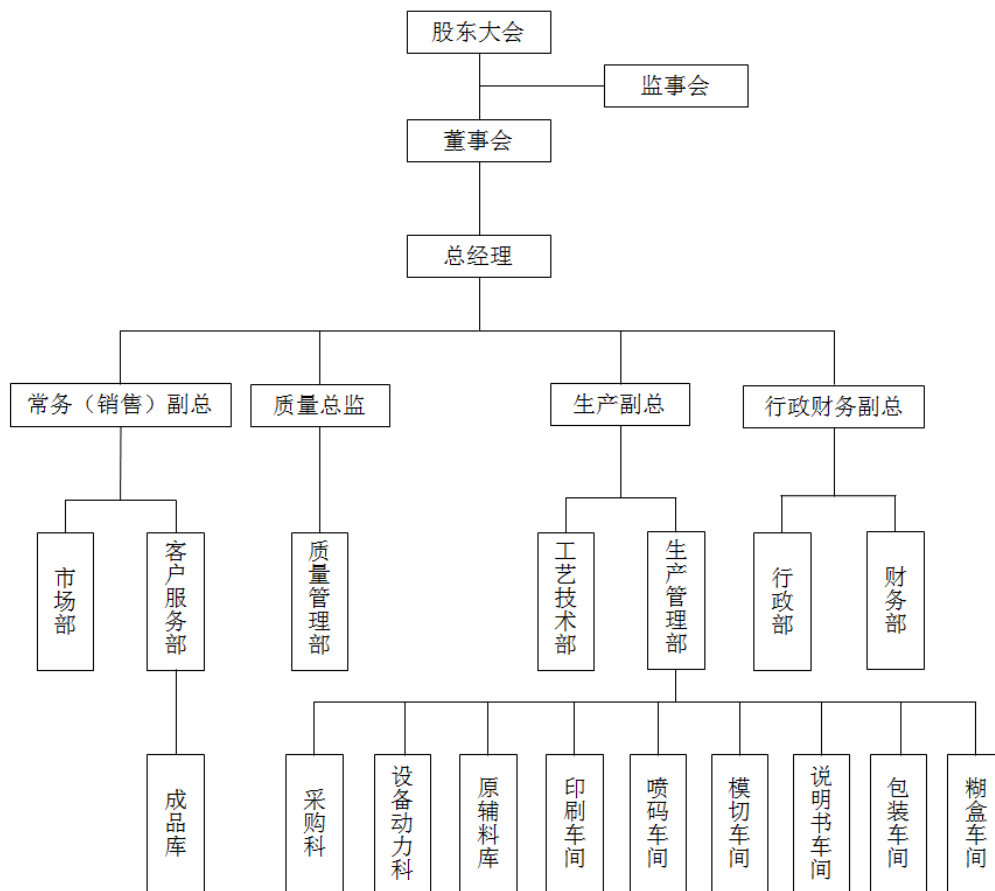 股东大会
监事会
董事会
总经理
常务（销售）副总
质量总监
生产副总
行政财务副总
市场部
客户服务部
质量管理部
工艺技术部
生产管理部
行政部
财务部
成品库
采购科
设备动力科
原辅料库
印刷车间
喷码车间
模切车间
说明书车间
包装车间
糊盒车间